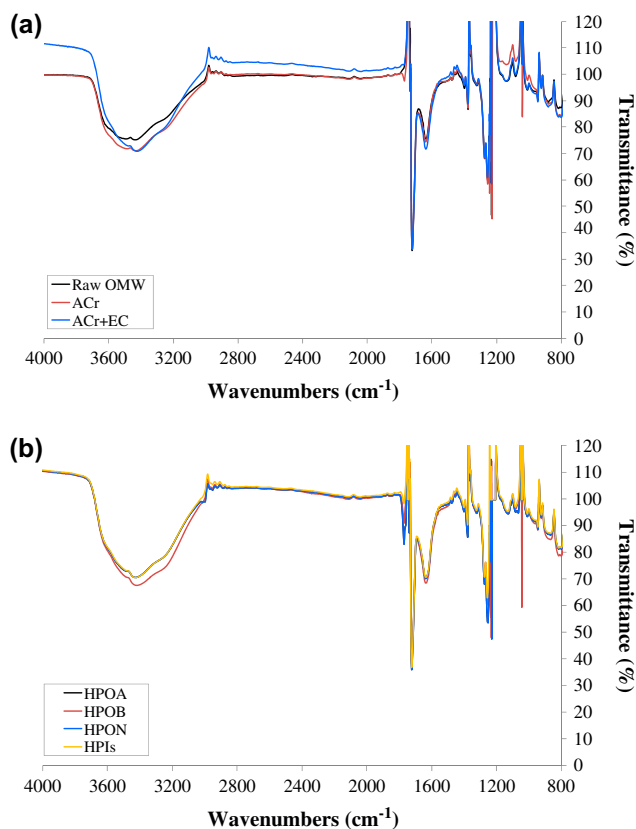 (a)
120
110
100
90
80
70
60
50
40
30
20
10
0
Transmittance (%)
Raw OMW
ACr
ACr+EC
4000 3600 3200 2800 2400 2000 1600 1200 800
Wavenumbers (cm⁻¹)
(b)
120
110
100
90
80
70
60
50
40
30
20
10
0
Transmittance (%)
HPOA
HPOB
HPON
HPIs
4000 3600 3200 2800 2400 2000 1600 1200 800
Wavenumbers (cm⁻¹)